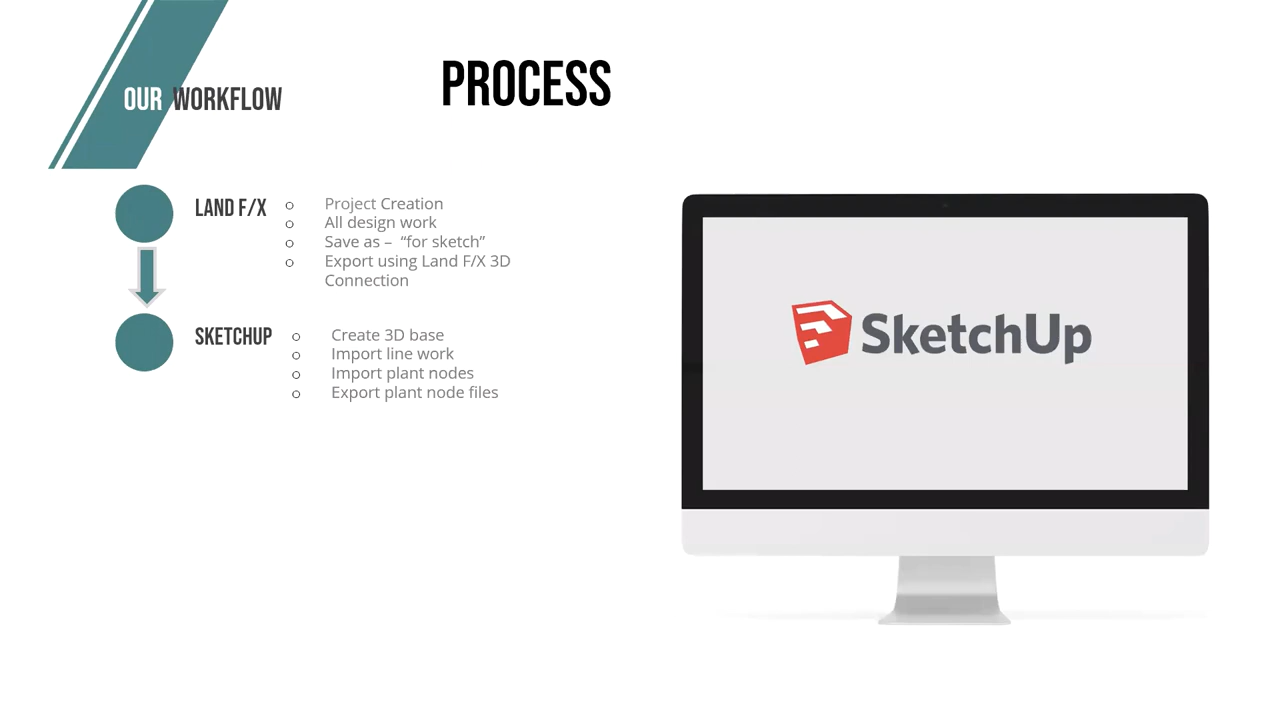 PROCESS
OUR WORKFLOW
LAND F/X
o Project Creation
o All design work
o Save as – “for sketch”
o Export using Land F/X 3D
Connection
SKETCHUP
o Create 3D base
o Import line work
o Import plant nodes
o Export plant node files
SketchUp